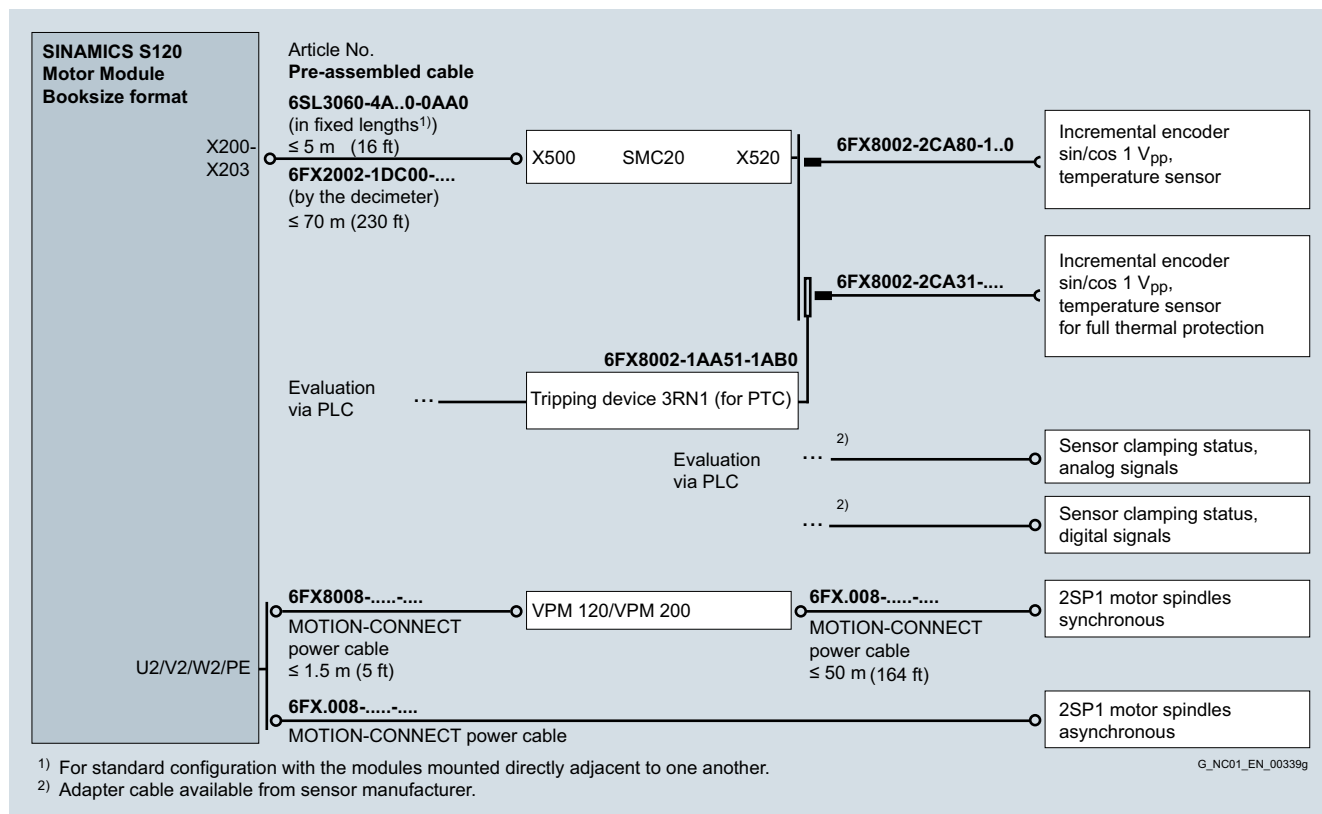 SINAMICS S120
Motor Module
Booksize format
Article No.
Pre-assembled cable
6SL3060-4A..0-0AA0
(in fixed lengths1))
≤ 5 m (16 ft)
X200-
X203
6FX2002-1DC00-....
(by the decimeter)
≤ 70 m (230 ft)
X500 SMC20 X520
6FX8002-2CA80-1..0
Incremental encoder
sin/cos 1 Vpp,
temperature sensor
6FX8002-2CA31-....
Incremental encoder
sin/cos 1 Vpp,
temperature sensor
for full thermal protection
6FX8002-1AA51-1AB0
Evaluation
via PLC
...
Tripping device 3RN1 (for PTC)
Evaluation
via PLC
... 2)
Sensor clamping status,
analog signals
... 2)
Sensor clamping status,
digital signals
U2/V2/W2/PE
6FX8008-.....-....
MOTION-CONNECT
power cable
≤ 1.5 m (5 ft)
VPM 120/VPM 200
6FX.008-.....-....
MOTION-CONNECT
power cable
≤ 50 m (164 ft)
2SP1 motor spindles
synchronous
6FX.008-.....-....
MOTION-CONNECT power cable
2SP1 motor spindles
asynchronous
1) For standard configuration with the modules mounted directly adjacent to one another.
2) Adapter cable available from sensor manufacturer.
G_NC01_EN_00339g